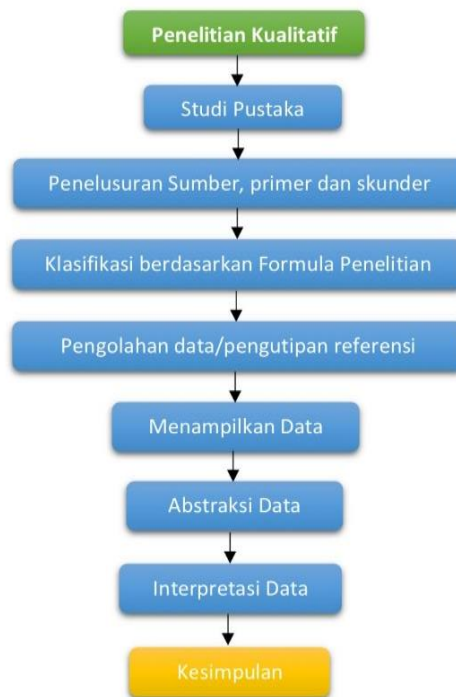 Penelitian Kualitatif
Studi Pustaka
Penelusuran Sumber, primer dan skunder
Klasifikasi berdasarkan Formula Penelitian
Pengolahan data/pengutipan referensi
Menampilkan Data
Abstraksi Data
Interpretasi Data
Kesimpulan